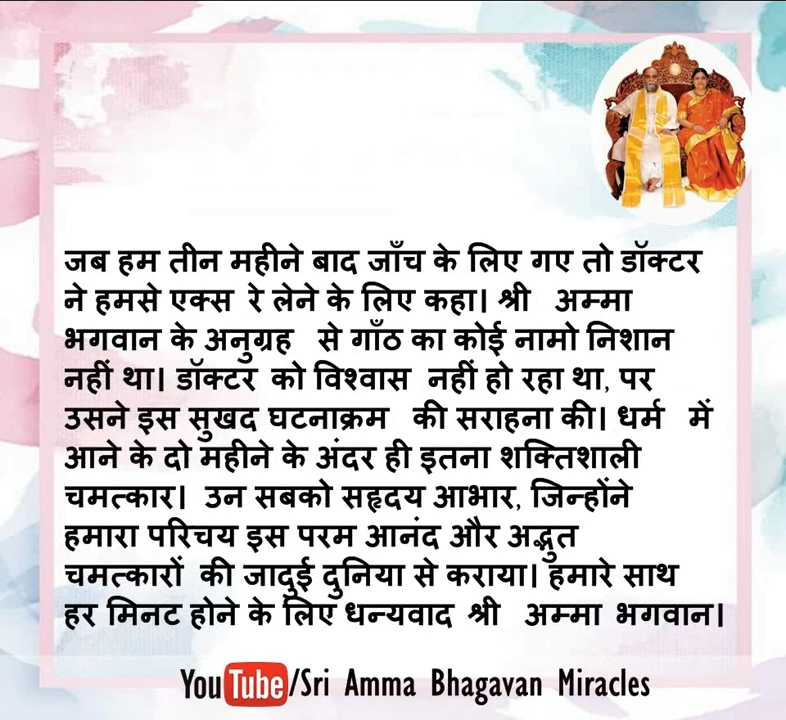 जब हम तीन महीने बाद जाँच के लिए गए तो डॉक्टर
ने हमसे एक्स रे लेने के लिए कहा। श्री अम्मा
भगवान के अनुग्रह से गाँठ का कोई नामो निशान
नहीं था। डॉक्टर को विश्वास नहीं हो रहा था, पर
उसने इस सुखद घटनाक्रम की सराहना की। धर्म में
आने के दो महीने के अंदर ही इतना शक्तिशाली
चमत्कार। उन सबको सहृदय आभार, जिन्होंने
हमारा परिचय इस परम आनंद और अद्भुत
चमत्कारों की जादुई दुनिया से कराया। हमारे साथ
हर मिनट होने के लिए धन्यवाद श्री अम्मा भगवान।
YouTube/Sri Amma Bhagavan Miracles